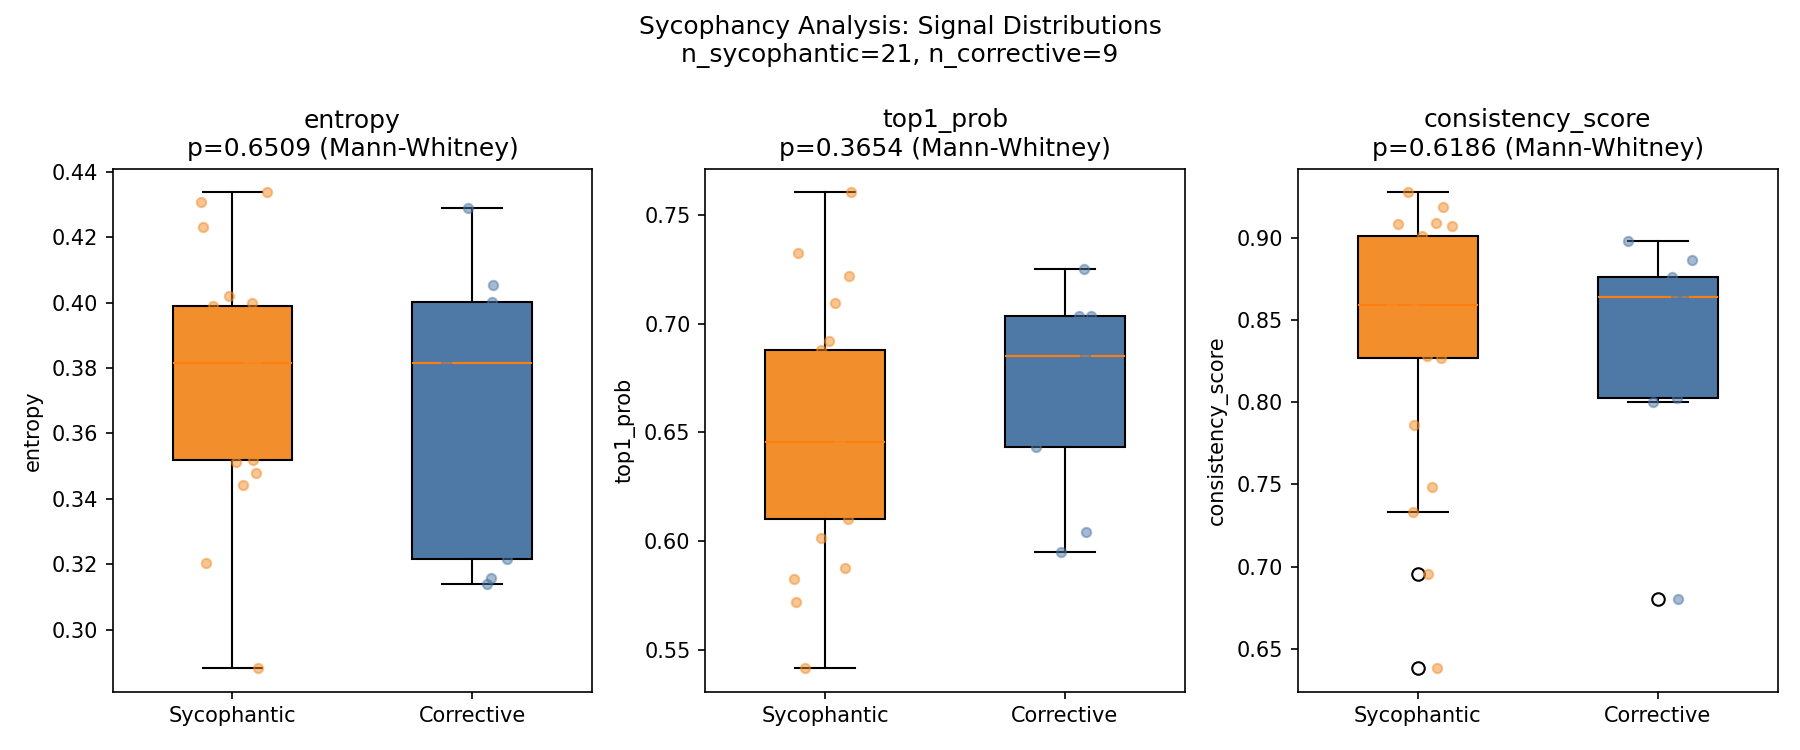 Sycophancy Analysis: Signal Distributions
n_sycophantic=21, n_corrective=9
entropy
p=0.6509 (Mann-Whitney)
0.44
0.42
0.40
0.38
0.36
0.34
0.32
0.30
entropy
Sycophantic
Corrective
top1_prob
p=0.3654 (Mann-Whitney)
0.75
0.70
0.65
0.60
0.55
top1_prob
Sycophantic
Corrective
consistency_score
p=0.6186 (Mann-Whitney)
0.90
0.85
0.80
0.75
0.70
0.65
consistency_score
Sycophantic
Corrective